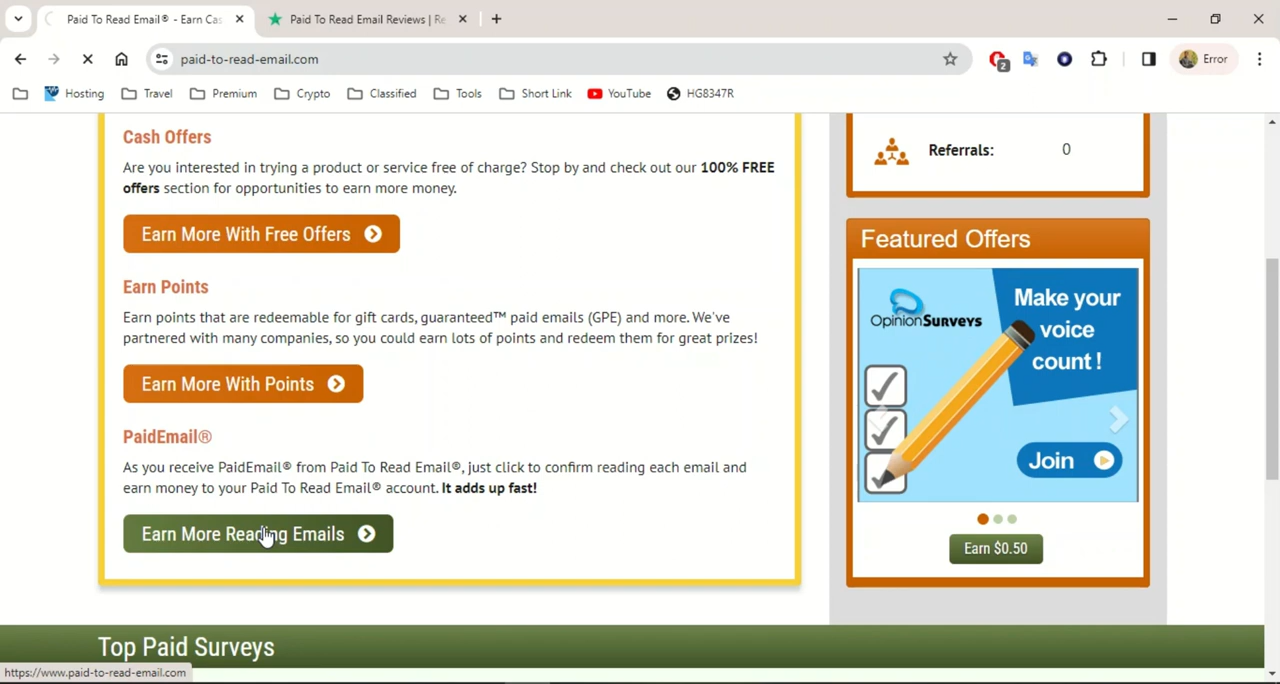 Paid To Read Email® - Earn Cas
Paid To Read Email Reviews | Re
paid-to-read-email.com
2
Error
Hosting
Travel
Premium
Crypto
Classified
Tools
Short Link
YouTube
HG8347R
Cash Offers
Are you interested in trying a product or service free of charge? Stop by and check out our 100% FREE
offers section for opportunities to earn more money.
Earn More With Free Offers
Earn Points
Earn points that are redeemable for gift cards, guaranteed™ paid emails (GPE) and more. We've
partnered with many companies, so you could earn lots of points and redeem them for great prizes!
Earn More With Points
PaidEmail®
As you receive PaidEmail® from Paid To Read Email®, just click to confirm reading each email and
earn money to your Paid To Read Email® account. It adds up fast!
Earn More Reading Emails
Referrals: 0
Featured Offers
OpinionSurveys
Make your
voice
count !
Join
Earn $0.50
Top Paid Surveys
https://www.paid-to-read-email.com